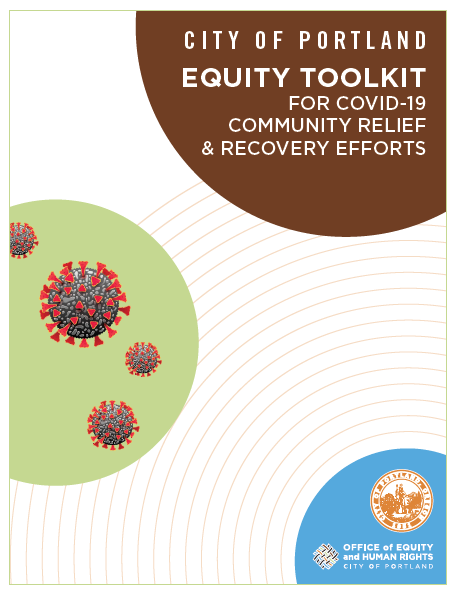 CITY OF PORTLAND
EQUITY TOOLKIT
FOR COVID-19
COMMUNITY RELIEF
& RECOVERY EFFORTS
OFFICE of EQUITY
and HUMAN RIGHTS
CITY OF PORTLAND